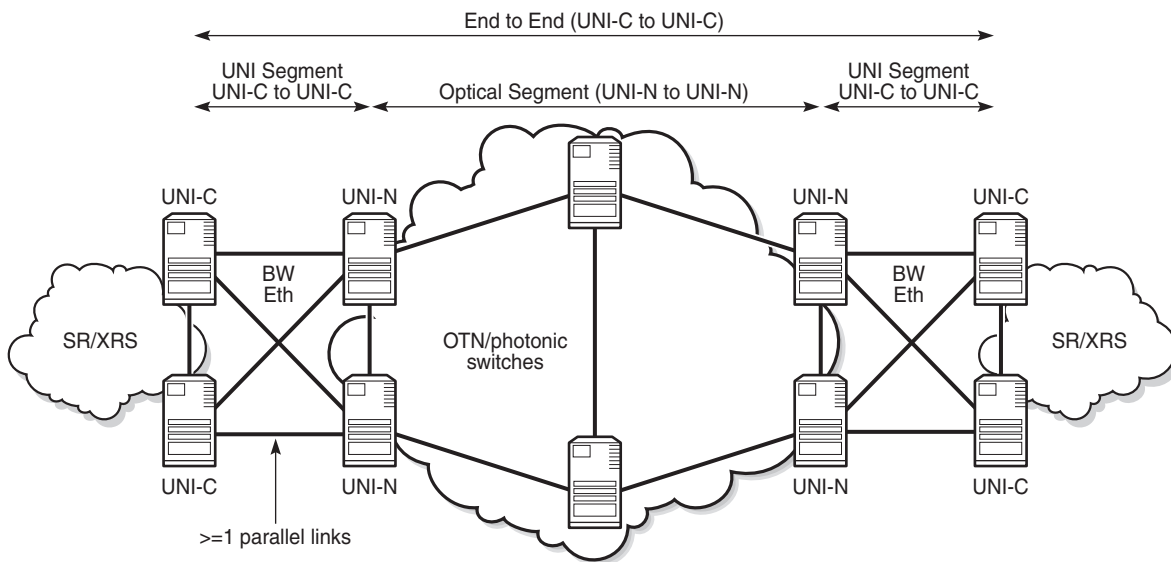 End to End (UNI-C to UNI-C)
UNI Segment
UNI-C to UNI-C
Optical Segment (UNI-N to UNI-N)
UNI Segment
UNI-C to UNI-C
UNI-C
UNI-N
UNI-N
UNI-C
BW
Eth
BW
Eth
SR/XRS
OTN/photonic
switches
SR/XRS
UNI-C
UNI-N
UNI-N
UNI-C
>=1 parallel links